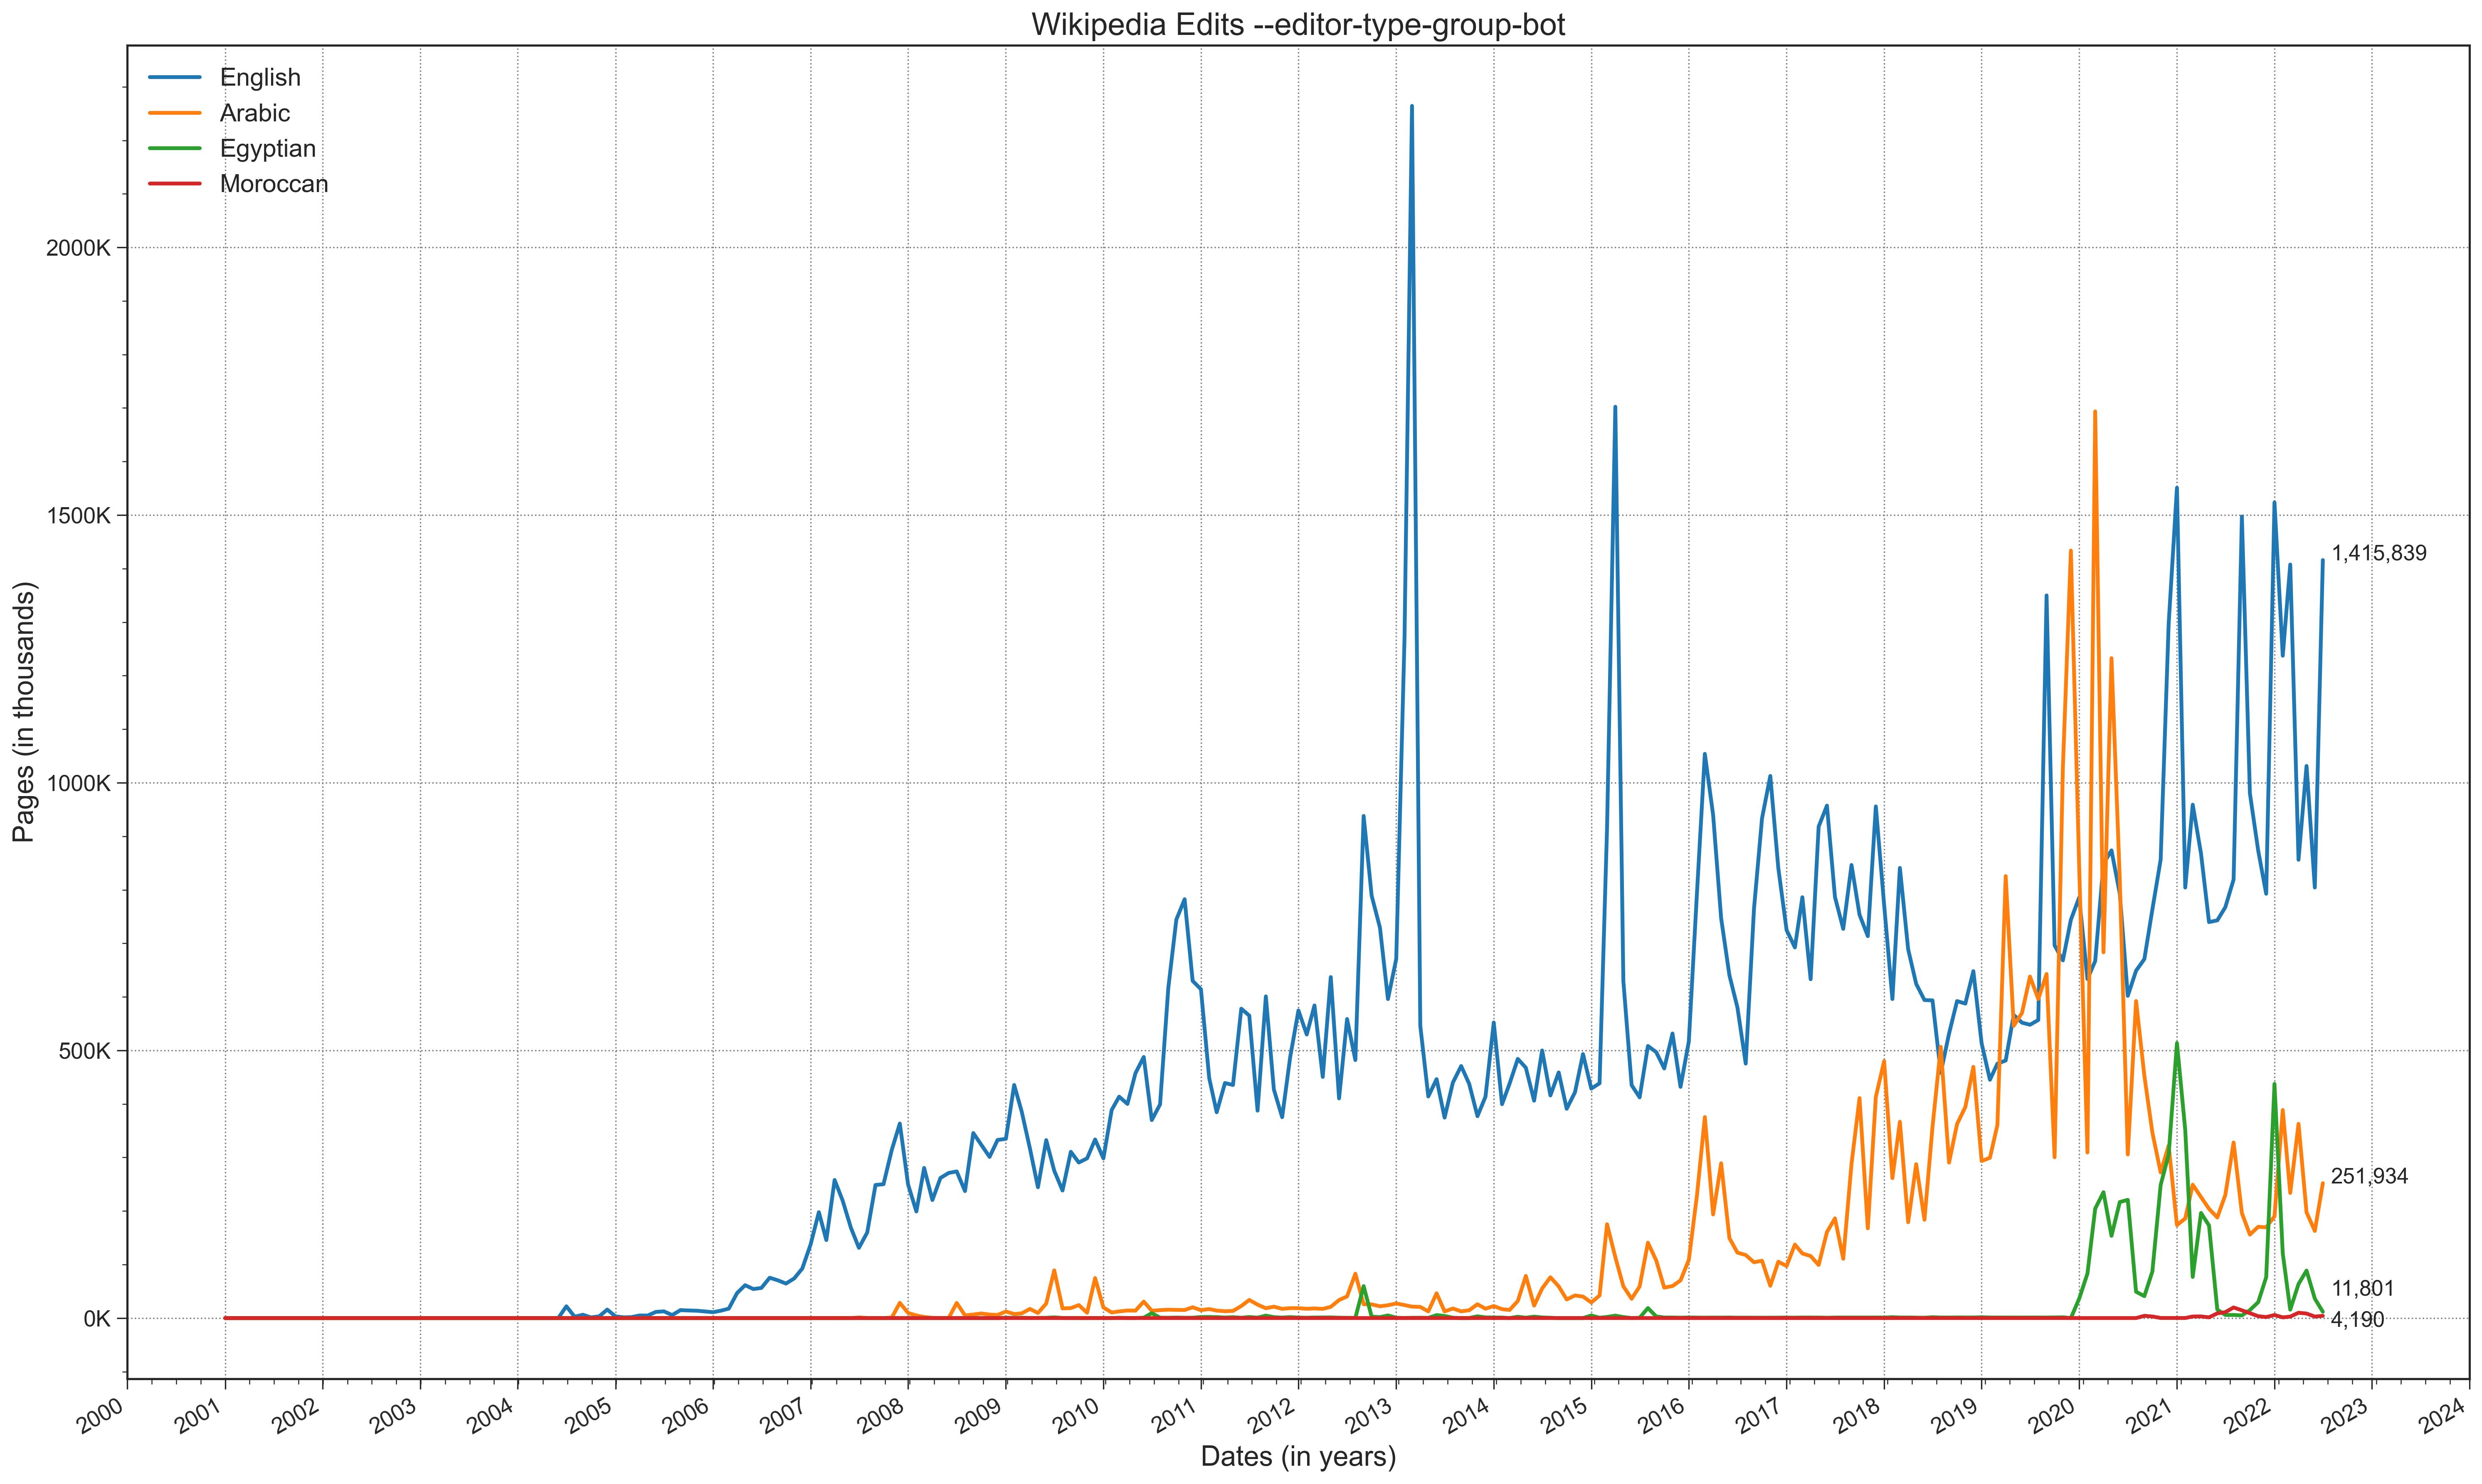 Wikipedia Edits --editor-type-group-bot
English
Arabic
Egyptian
Moroccan
Pages (in thousands)
2000K
1500K
1000K
500K
0K
1,415,839
251,934
11,801
4,190
2000 2001 2002 2003 2004 2005 2006 2007 2008 2009 2010 2011 2012 2013 2014 2015 2016 2017 2018 2019 2020 2021 2022 2023 2024
Dates (in years)